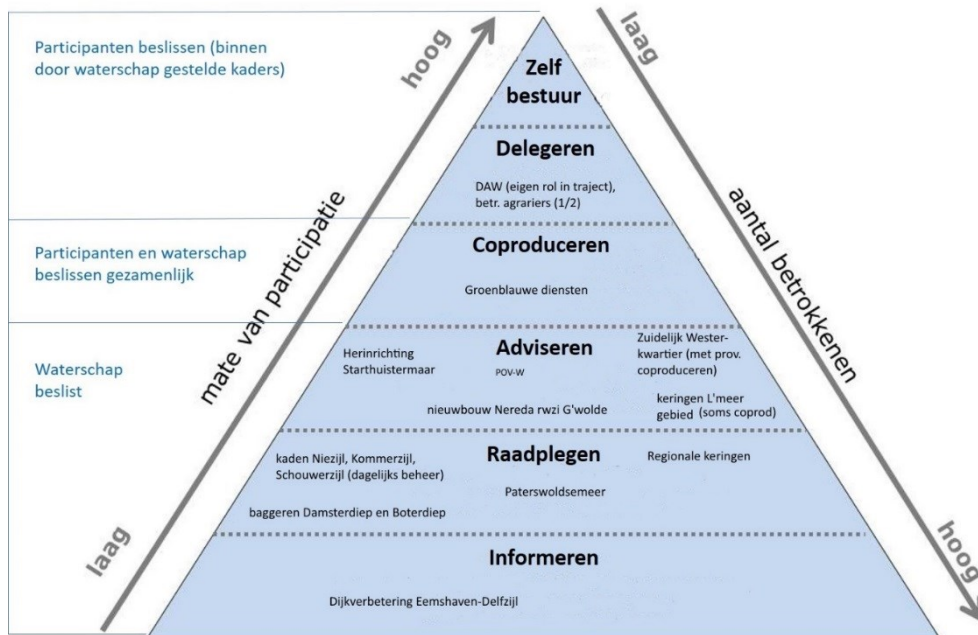 Participanten beslissen (binnen
door waterschap gestelde kaders)
hoog
laag
Zelf
bestuur
Delegeren
DAW (eigen rol in traject),
betr. agrariers (1/2)
mate van participatie
aantal betrokkenen
Participanten en waterschap
beslissen gezamenlijk
Coproduceren
Groenblauwe diensten
Waterschap
beslist
Adviseren
Herinrichting
Starthuistermaar
POV-W
Zuidelijk Wester-
kwartier (met prov.
coproduceren)
nieuwbouw Nereda rwzi G'wolde
keringen L'meer
gebied (soms coprod)
Raadplegen
kaden Niezijl, Kommerzijl,
Schouwerzijl (dagelijks beheer)
Regionale keringen
Paterswoldsemeer
baggeren Damsterdiep en Boterdiep
laag
hoog
Informeren
Dijkverbetering Eemshaven-Delfzijl